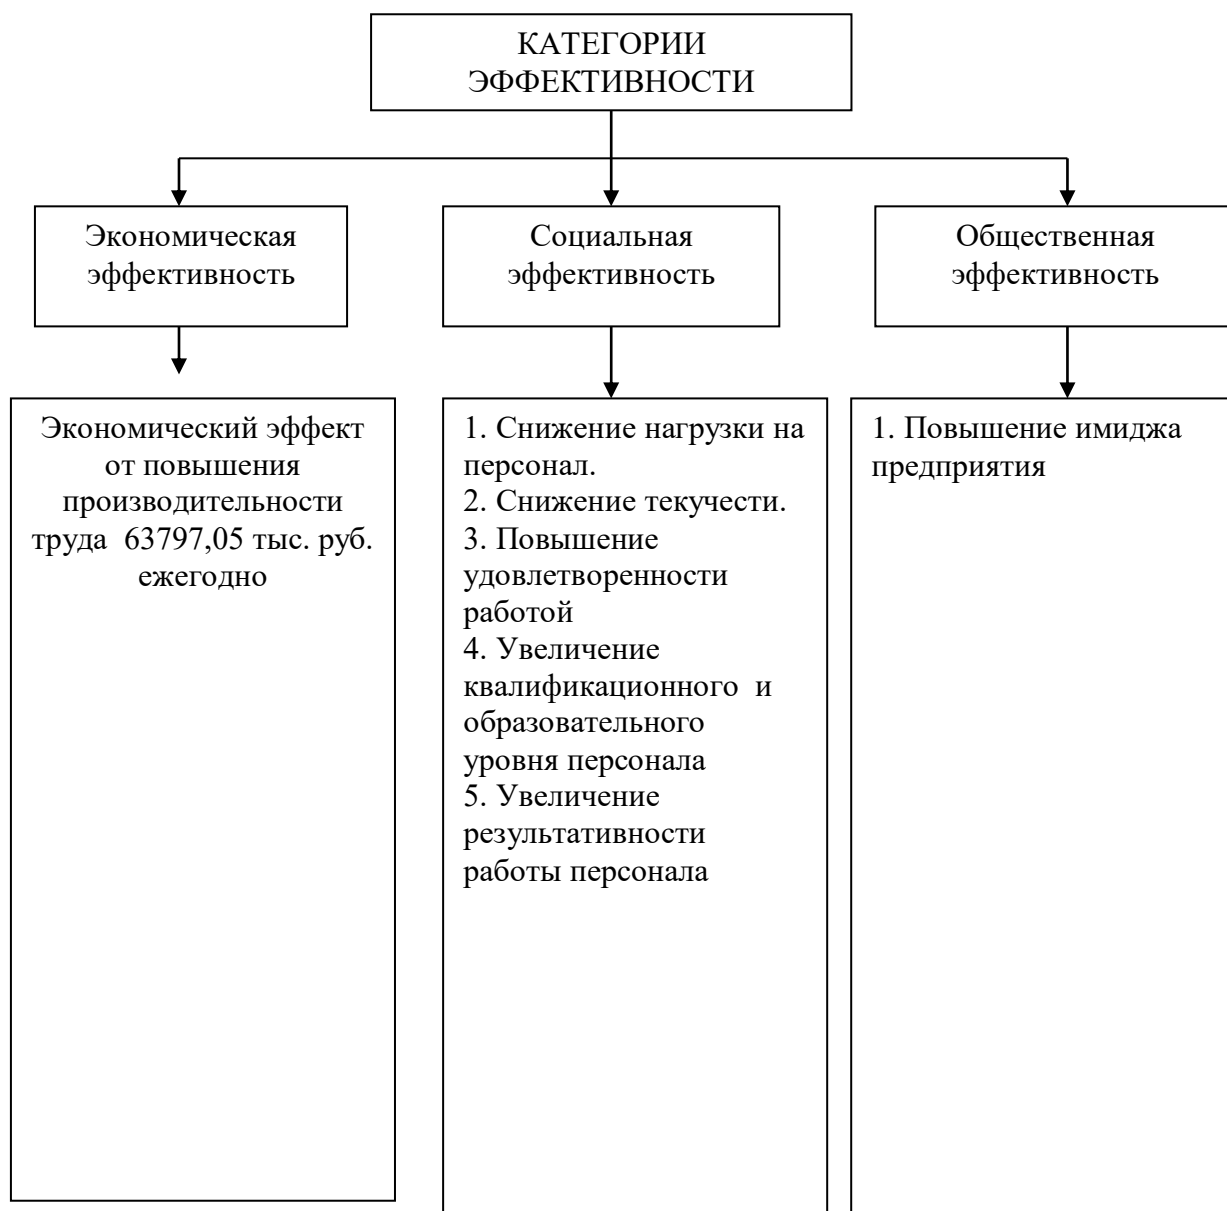 КАТЕГОРИИ
ЭФФЕКТИВНОСТИ
Экономическая
эффективность
Социальная
эффективность
Общественная
эффективность
Экономический эффект
от повышения
производительности
труда 63797,05 тыс. руб.
ежегодно
1. Снижение нагрузки на
персонал.
2. Снижение текучести.
3. Повышение
удовлетворенности
работой
4. Увеличение
квалификационного и
образовательного
уровня персонала
5. Увеличение
результативности
работы персонала
1. Повышение имиджа
предприятия